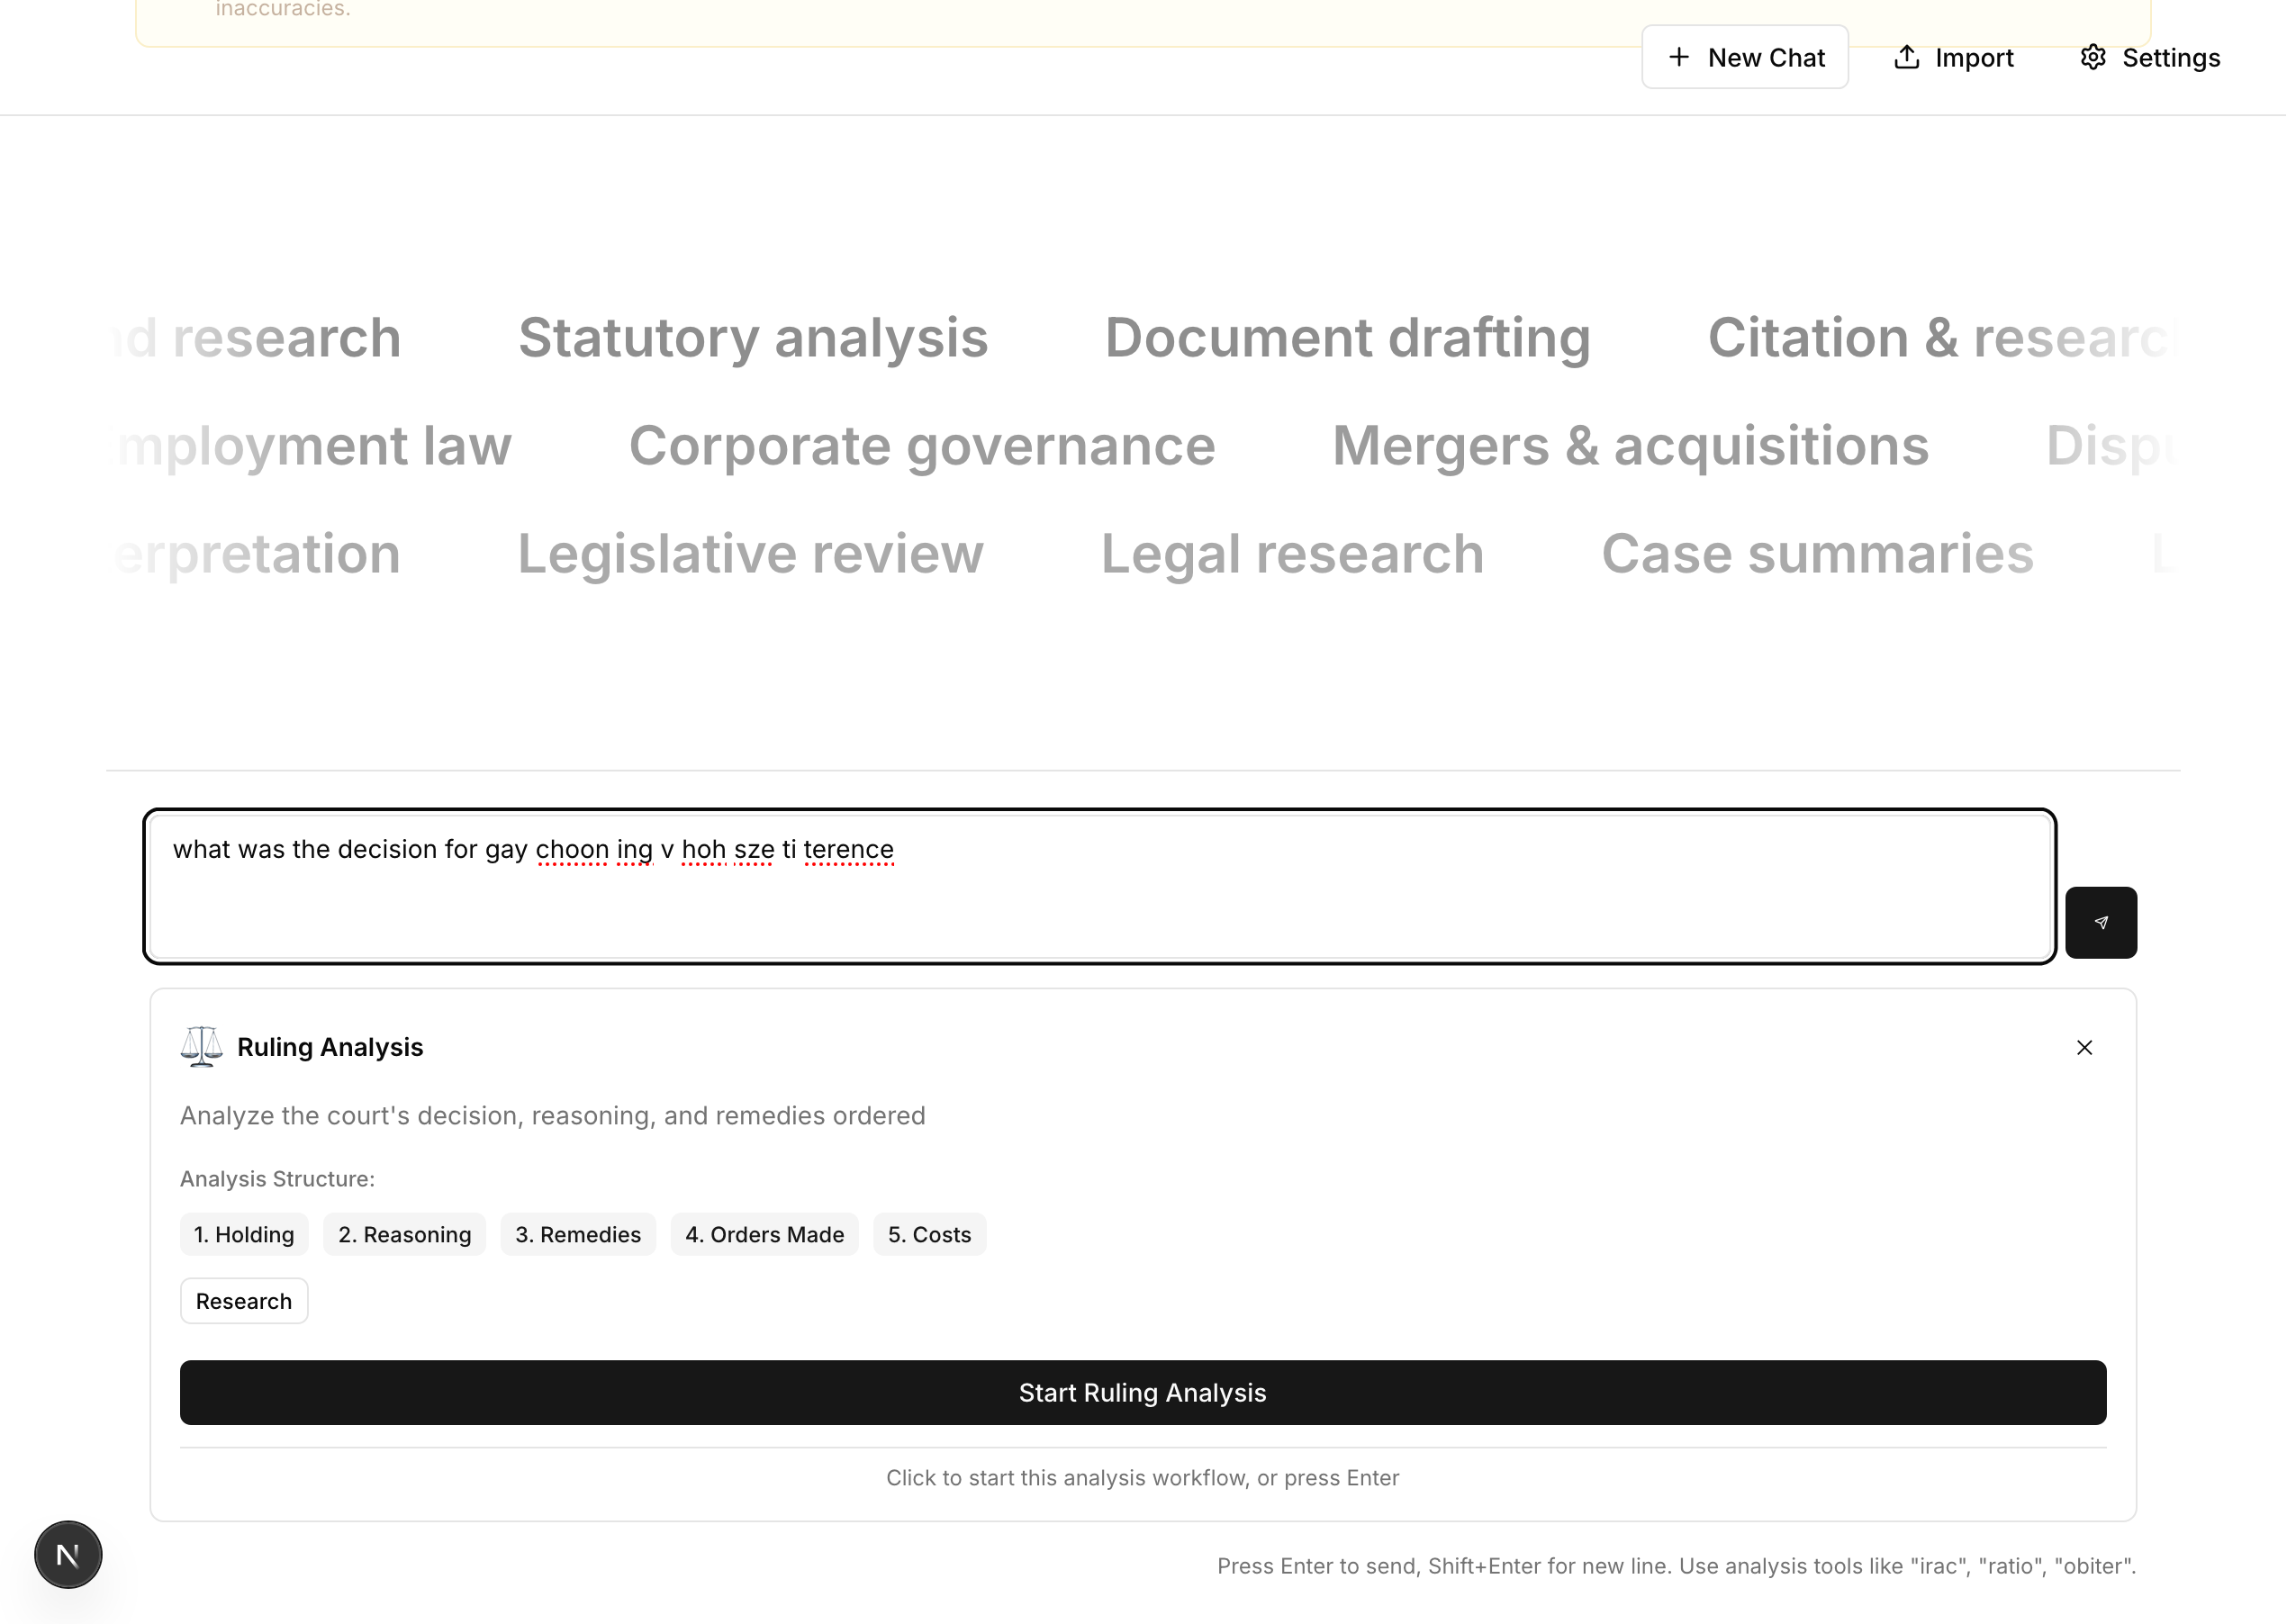 inaccuracies.
New Chat Import Settings
d research Statutory analysis Document drafting Citation & research
mployment law Corporate governance Mergers & acquisitions Disp
erpretation Legislative review Legal research Case summaries L
what was the decision for gay choon ing v hoh sze ti terence
Ruling Analysis
Analyze the court's decision, reasoning, and remedies ordered
Analysis Structure:
1. Holding 2. Reasoning 3. Remedies 4. Orders Made 5. Costs
Research
Start Ruling Analysis
Click to start this analysis workflow, or press Enter
N
Press Enter to send, Shift+Enter for new line. Use analysis tools like "irac", "ratio", "obiter".